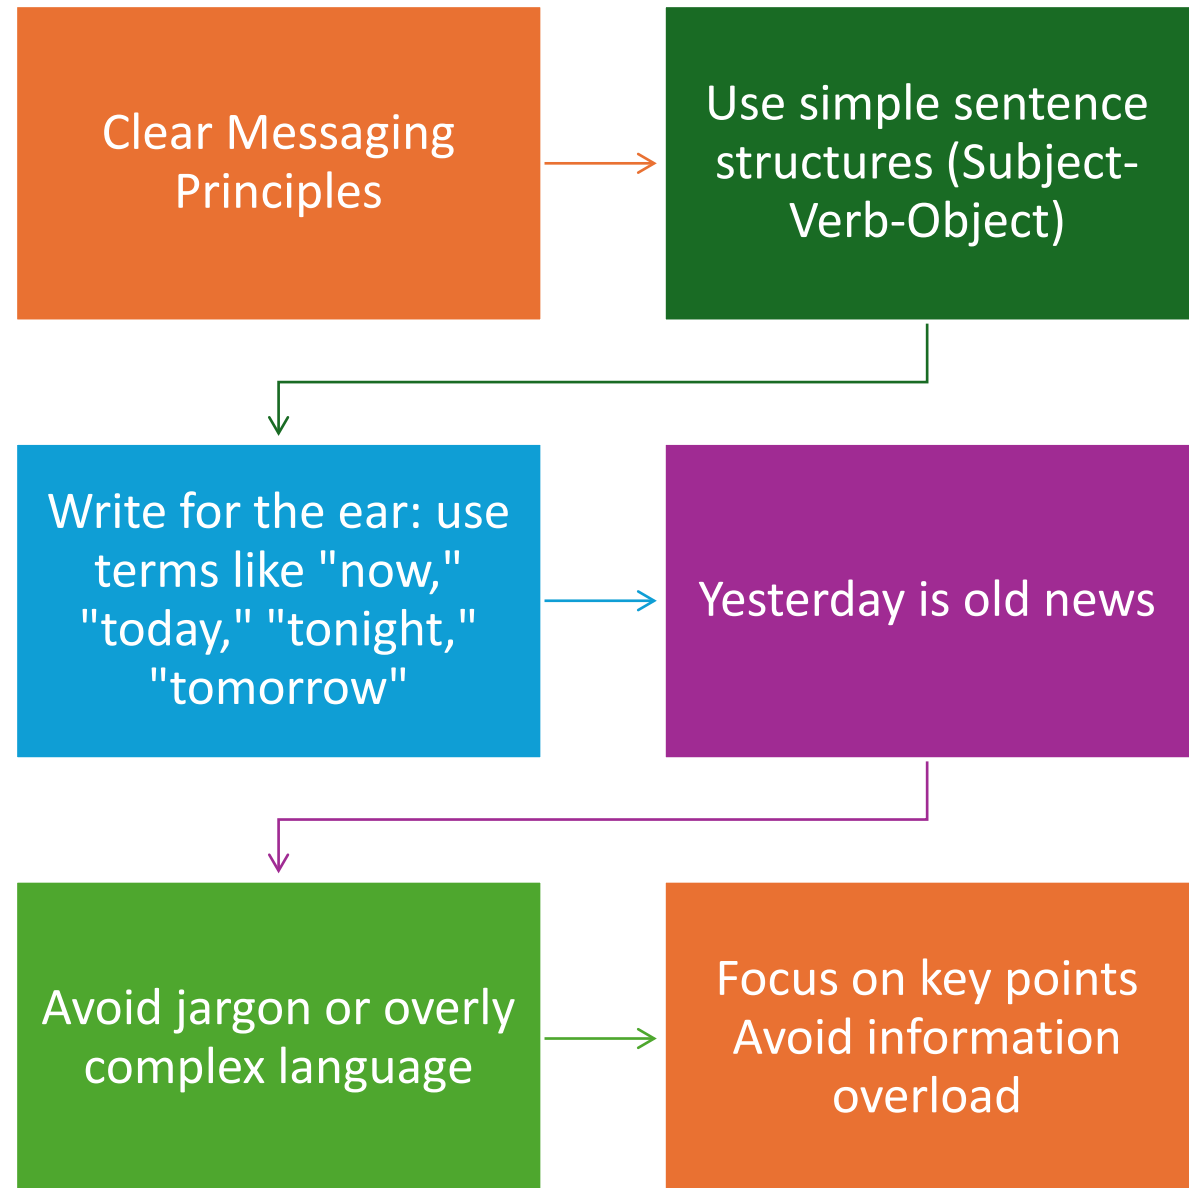 Clear Messaging
Principles
Use simple sentence
structures (Subject-
Verb-Object)
Write for the ear: use
terms like "now,"
"today," "tonight,"
"tomorrow"
Yesterday is old news
Avoid jargon or overly
complex language
Focus on key points
Avoid information
overload